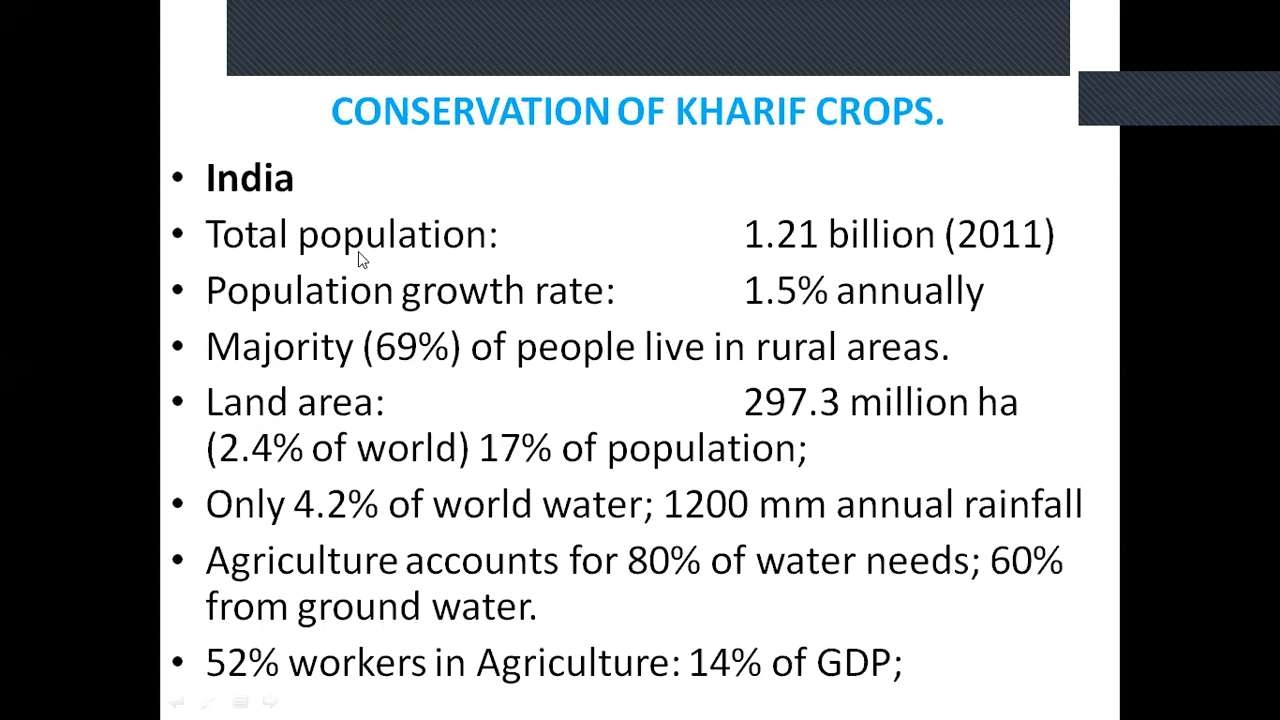 CONSERVATION OF KHARIF CROPS.
• India
• Total population: 1.21 billion (2011)
• Population growth rate: 1.5% annually
• Majority (69%) of people live in rural areas.
• Land area: 297.3 million ha
(2.4% of world) 17% of population;
• Only 4.2% of world water; 1200 mm annual rainfall
• Agriculture accounts for 80% of water needs; 60%
from ground water.
• 52% workers in Agriculture: 14% of GDP;